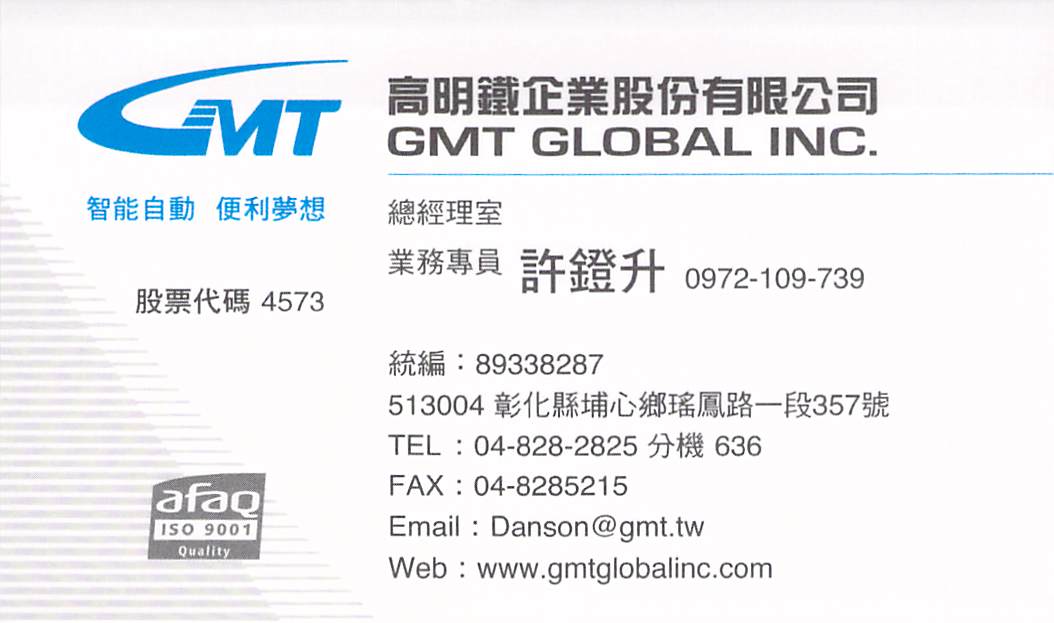 GMT
高明鐵企業股份有限公司
GMT GLOBAL INC.
智能自動 便利夢想
股票代碼 4573
總經理室
業務專員 許鐙升 0972-109-739
統編：89338287
513004 彰化縣埔心鄉瑤鳳路一段357號
TEL：04-828-2825 分機 636
FAX：04-8285215
Email：Danson@gmt.tw
Web：www.gmtglobalinc.com
afaq
ISO 9001
Quality